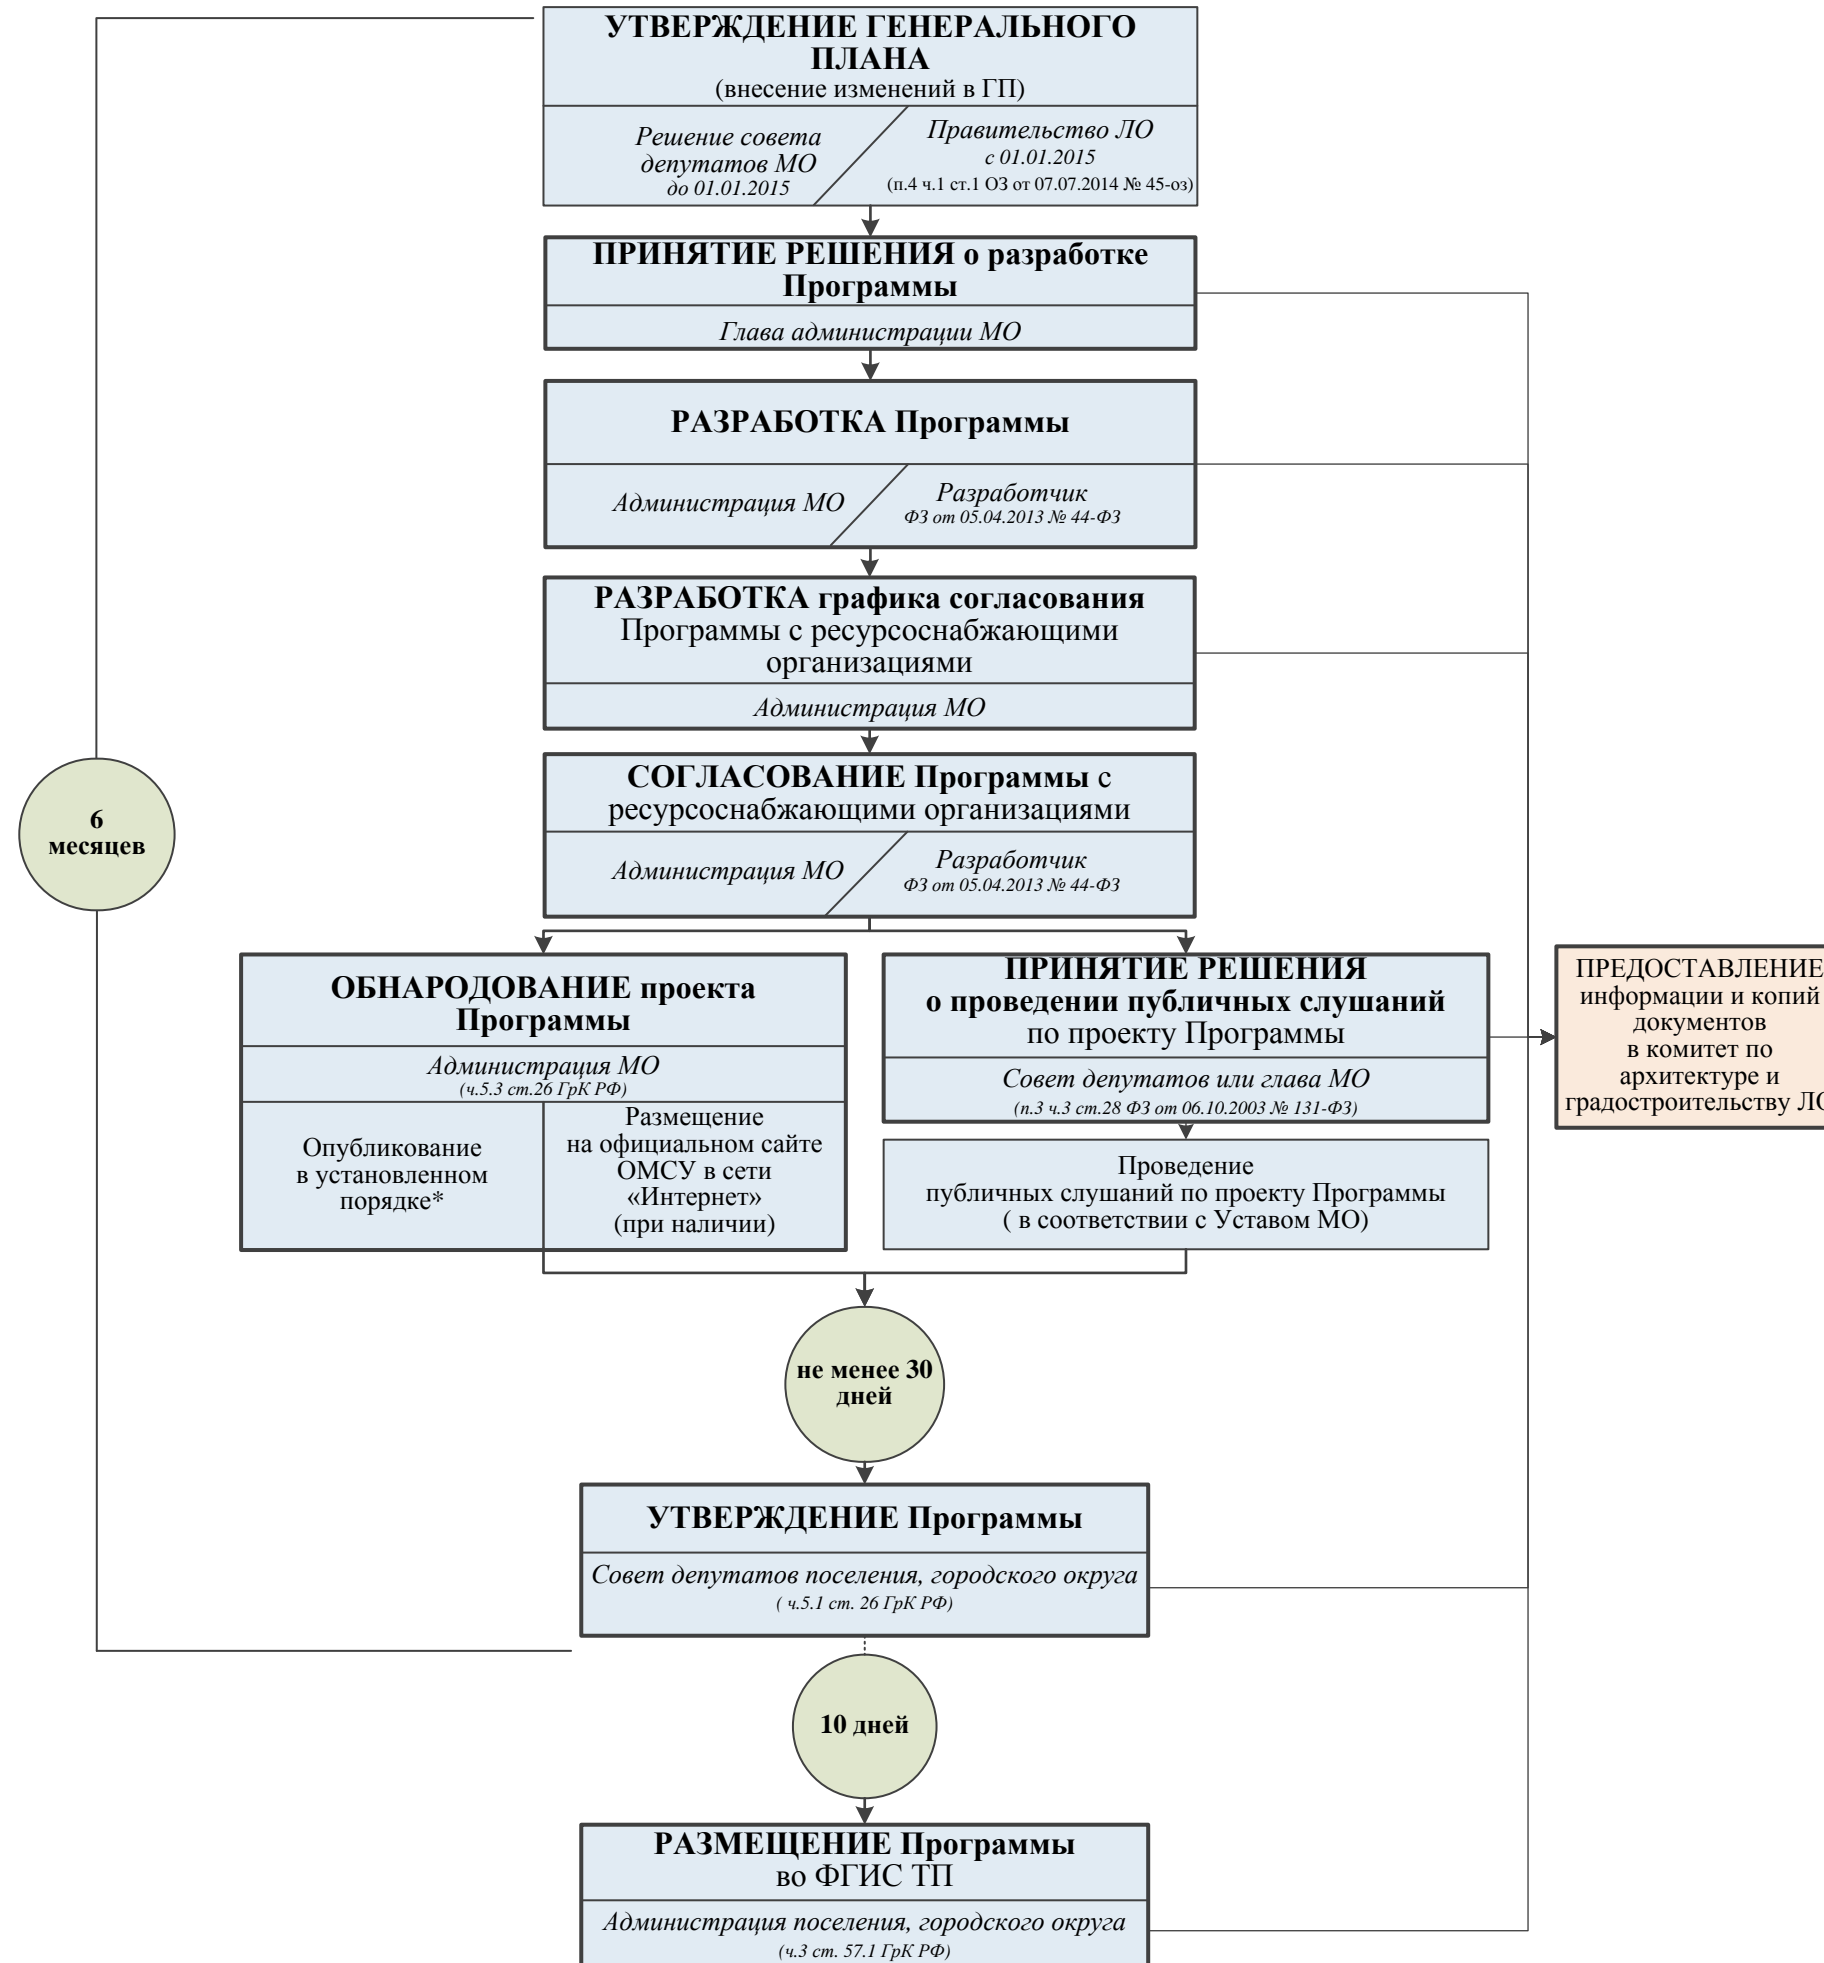 УТВЕРЖДЕНИЕ ГЕНЕРАЛЬНОГО
ПЛАНА
(внесение изменений в ГП)
Решение совета
депутатов МО
до 01.01.2015
Правительство ЛО
с 01.01.2015
(п.4 ч.1 ст.1 ОЗ от 07.07.2014 № 45-оз)
ПРИНЯТИЕ РЕШЕНИЯ о разработке
Программы
Глава администрации МО
РАЗРАБОТКА Программы
Администрация МО
Разработчик
ФЗ от 05.04.2013 № 44-ФЗ
РАЗРАБОТКА графика согласования
Программы с ресурсоснабжающими
организациями
Администрация МО
СОГЛАСОВАНИЕ Программы с
ресурсоснабжающими организациями
Администрация МО
Разработчик
ФЗ от 05.04.2013 № 44-ФЗ
6
месяцев
ОБНАРОДОВАНИЕ проекта
Программы
Администрация МО
(ч.5.3 ст.26 ГрК РФ)
Опубликование
в установленном
порядке*
Размещение
на официальном сайте
ОМСУ в сети
«Интернет»
(при наличии)
ПРИНЯТИЕ РЕШЕНИЯ
о проведении публичных слушаний
по проекту Программы
Совет депутатов или глава МО
(п.3 ч.3 ст.28 ФЗ от 06.10.2003 № 131-ФЗ)
Проведение
публичных слушаний по проекту Программы
( в соответствии с Уставом МО)
ПРЕДОСТАВЛЕНИЕ
информации и копий
документов
в комитет по
архитектуре и
градостроительству ЛО
не менее 30
дней
УТВЕРЖДЕНИЕ Программы
Совет депутатов поселения, городского округа
( ч.5.1 ст. 26 ГрК РФ)
10 дней
РАЗМЕЩЕНИЕ Программы
во ФГИС ТП
Администрация поселения, городского округа
(ч.3 ст. 57.1 ГрК РФ)